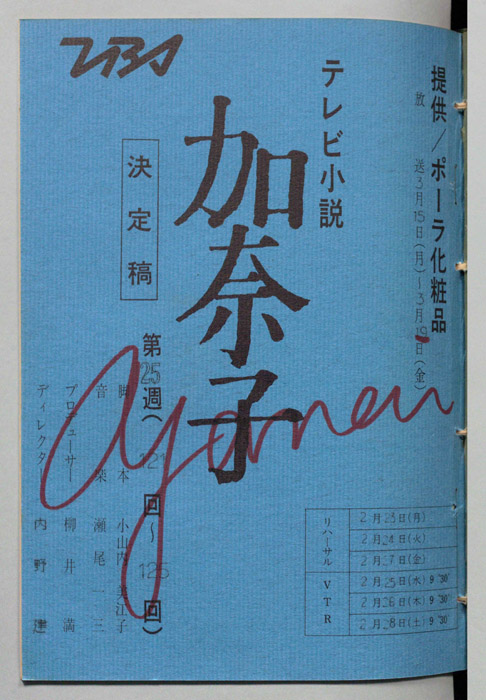 提供/ポーラ化粧品
放送3月15日(月)~3月19日(金)
テレビ小説
加奈子
決定稿
第25週(121回~125回)
脚本 小山内美江子
音楽 瀬尾一三
プロデューサー 柳井満
ディレクター 内野建
TBS
リハーサル
2月23日(月)
2月24日(火)
2月27日(金)
VTR
2月25日(水)9°30′
2月26日(木)9°30′
2月28日(土)9°30′